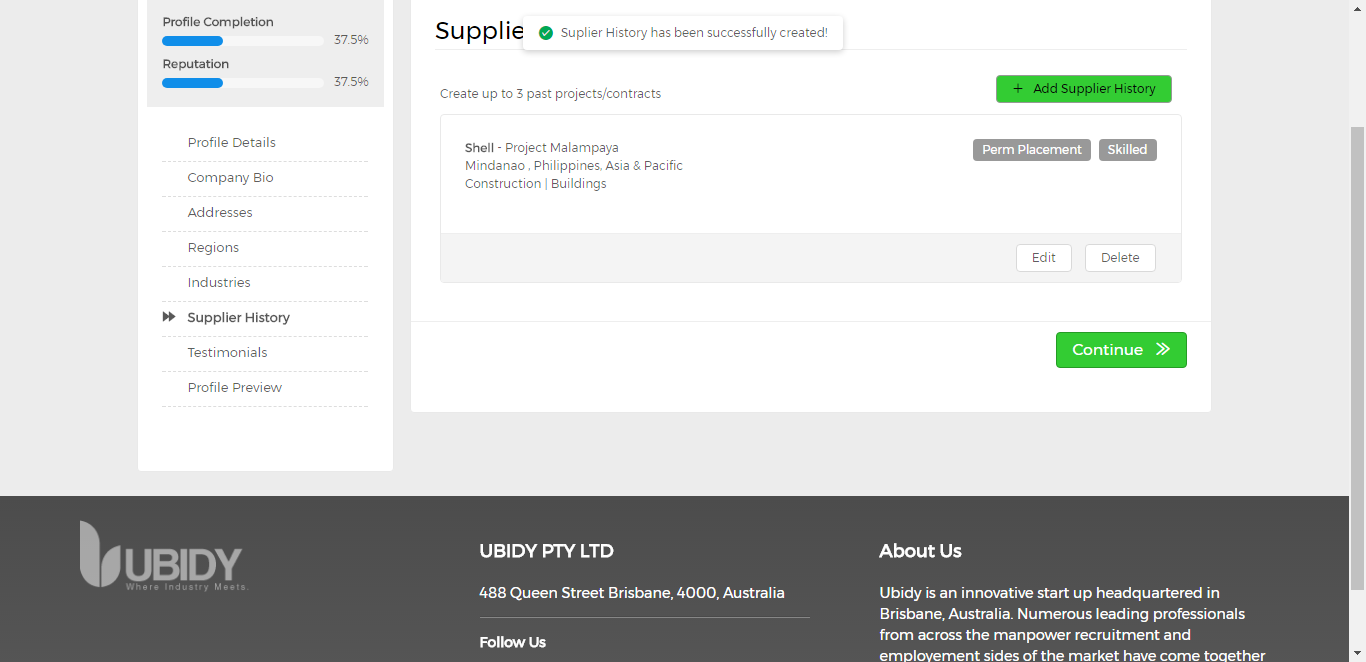 Profile Completion
37.5%
Reputation
37.5%
Profile Details
Company Bio
Addresses
Regions
Industries
Supplier History
Testimonials
Profile Preview
Supplie
Suplier History has been successfully created!
Create up to 3 past projects/contracts
+ Add Supplier History
Shell - Project Malampaya
Perm Placement Skilled
Mindanao , Philippines, Asia & Pacific
Construction | Buildings
Edit Delete
Continue
UBIDY
Where Industry Meets.
UBIDY PTY LTD
488 Queen Street Brisbane, 4000, Australia
Follow Us
About Us
Ubidy is an innovative start up headquartered in
Brisbane, Australia. Numerous leading professionals
from across the manpower recruitment and
employement sides of the market have come together